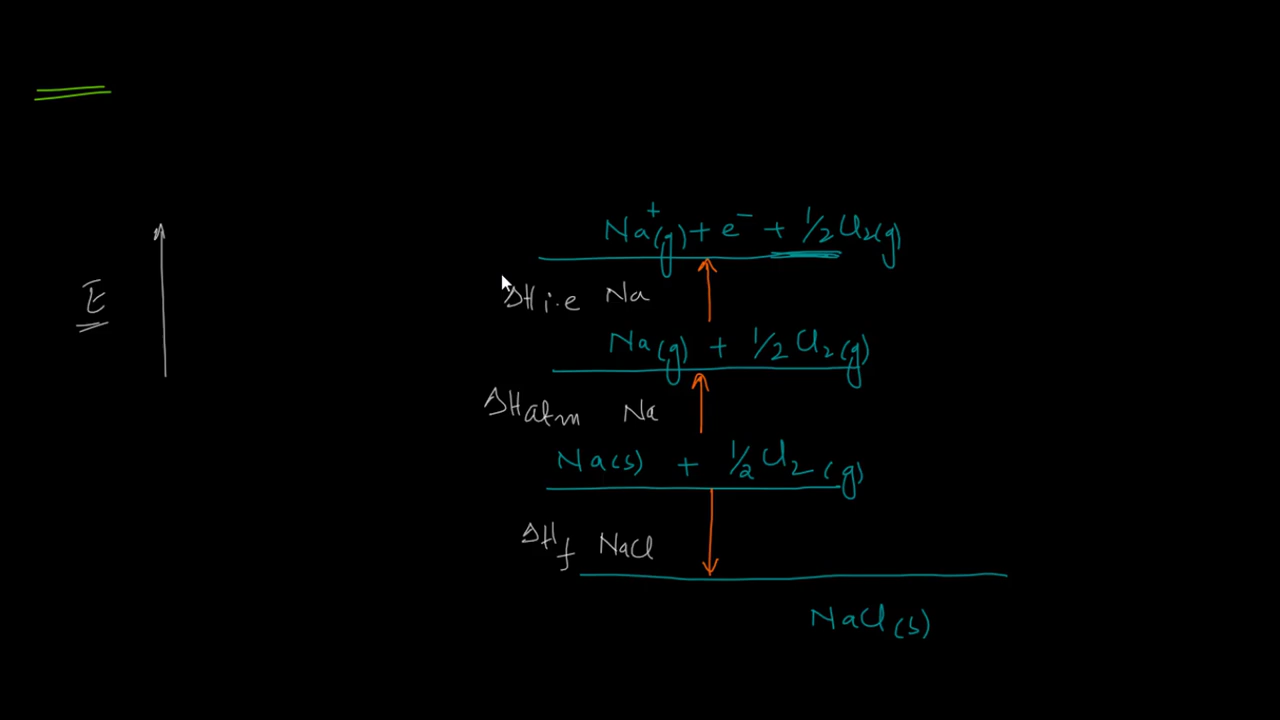 Na⁺(g) + e⁻ + ½Cl₂(g)
E
ΔH i.e Na
Na(g) + ½Cl₂(g)
ΔHatm Na
Na(s) + ½Cl₂(g)
ΔHf NaCl
NaCl(s)